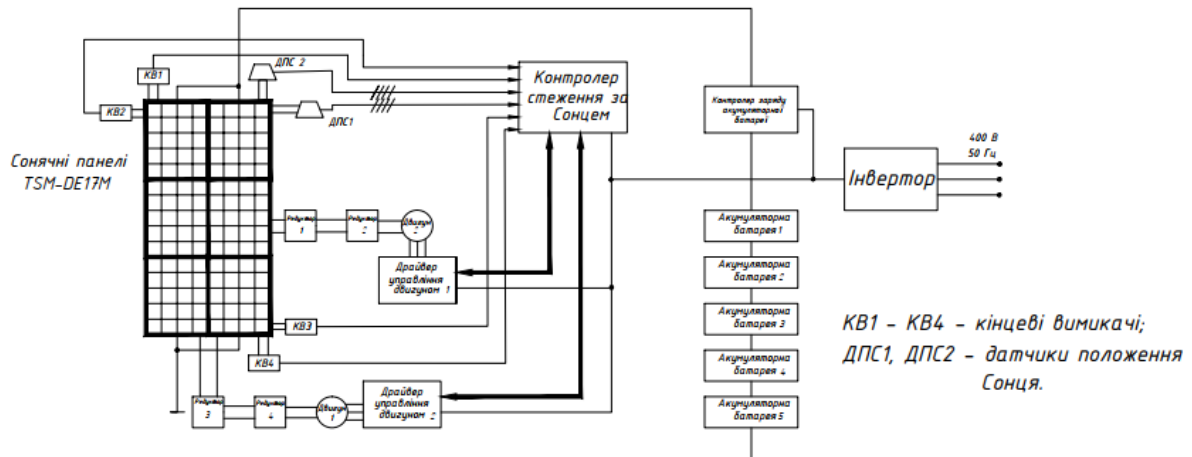 ДПС 2
КВ1
КВ2
ДПС1
Контролер
стеження за
Сонцем
Контролер заряду
акумуляторної
батареї
400 В
50 Гц
Інвертор
Сонячні панелі
TSM-DE17M
Редуктор
1
Редуктор
2
Двигун
2
Драйвер
управління
двигуном 1
Акумуляторна
батарея 1
Акумуляторна
батарея 2
Акумуляторна
батарея 3
Акумуляторна
батарея 4
Акумуляторна
батарея 5
КВ3
КВ4
Редуктор
3
Редуктор
4
Двигун
1
Драйвер
управління
двигуном 2
КВ1 - КВ4 - кінцеві вимикачі;
ДПС1, ДПС2 - датчики положення
Сонця.